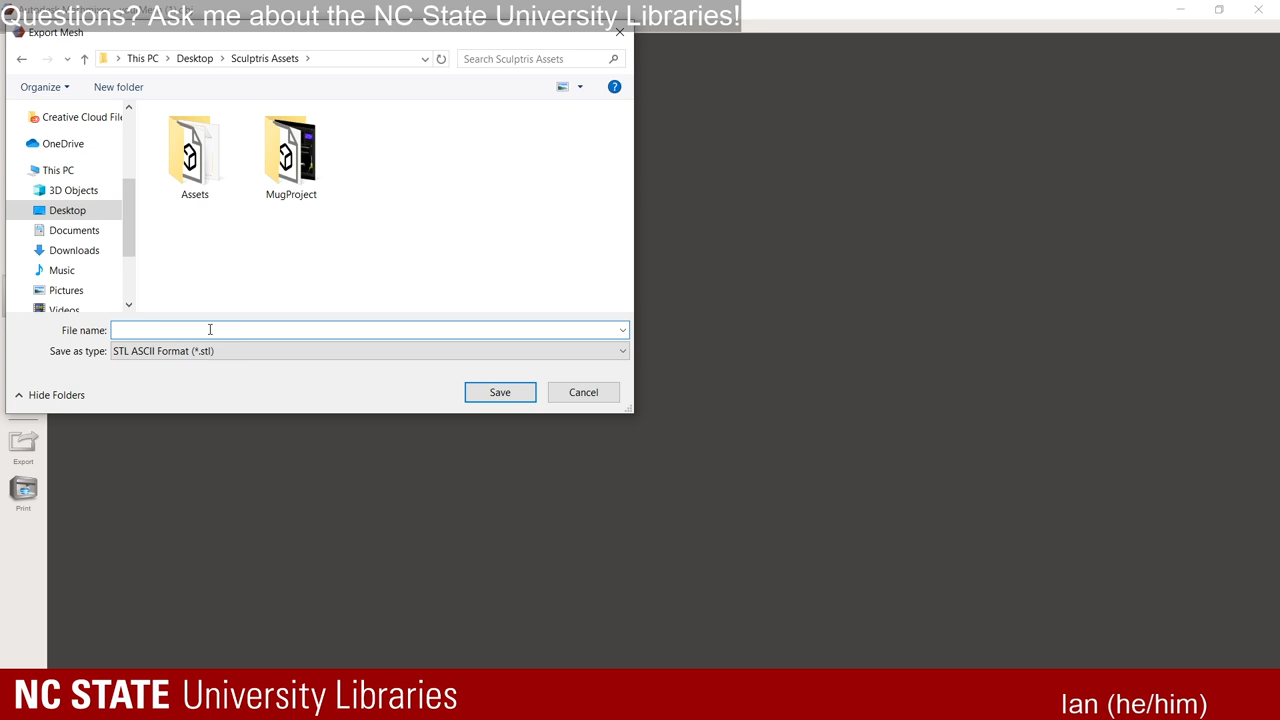 Questions? Ask me about the NC State University Libraries!
Export Mesh
This PC
Desktop
Sculptris Assets
Search Sculptris Assets
Organize
New folder
Creative Cloud File
OneDrive
This PC
3D Objects
Desktop
Documents
Downloads
Music
Pictures
Videos
Assets
MugProject
File name:
Save as type: STL ASCII Format (*.stl)
Hide Folders
Save
Cancel
Export
Print
NC STATE University Libraries
Ian (he/him)